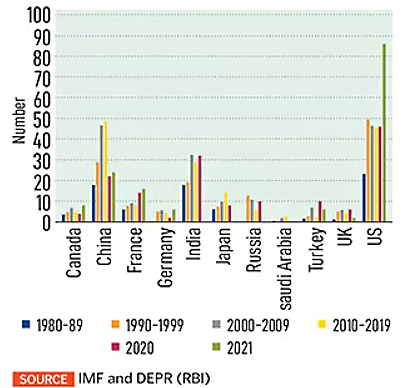 100
90
80
70
60
50
40
30
20
10
0
Number
Canada
China
France
Germany
India
Japan
Russia
saudi Arabia
Turkey
UK
US
1980-89
1990-1999
2000-2009
2010-2019
2020
2021
SOURCE IMF and DEPR (RBI)